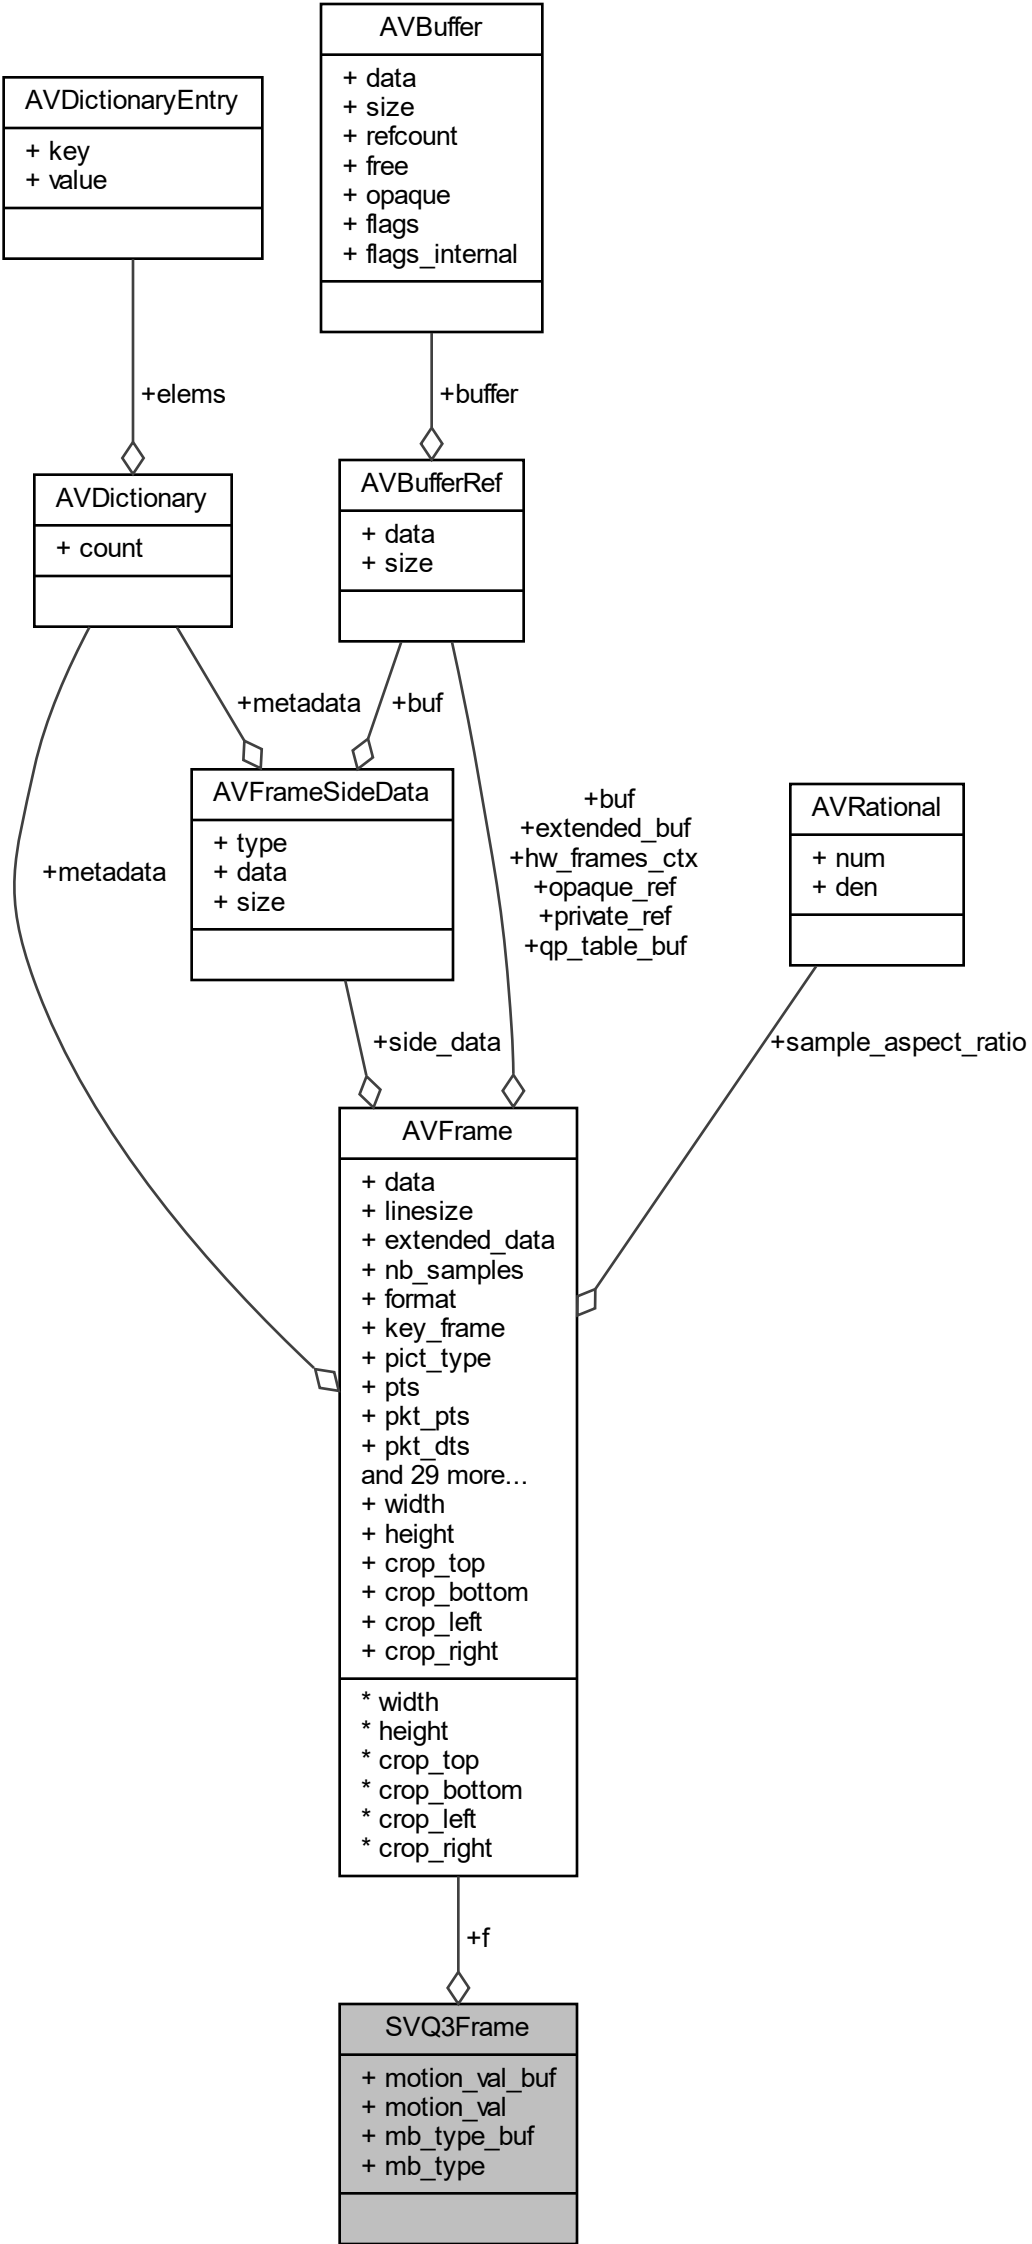 AVBuffer
+ data
+ size
+ refcount
+ free
+ opaque
+ flags
+ flags_internal
AVDictionaryEntry
+ key
+ value
+elems
+buffer
AVDictionary
+ count
AVBufferRef
+ data
+ size
+metadata
+buf
AVFrameSideData
+ type
+ data
+ size
+buf
+extended_buf
+hw_frames_ctx
+opaque_ref
+private_ref
+qp_table_buf
AVRational
+ num
+ den
+metadata
+side_data
+sample_aspect_ratio
AVFrame
+ data
+ linesize
+ extended_data
+ nb_samples
+ format
+ key_frame
+ pict_type
+ pts
+ pkt_pts
+ pkt_dts
and 29 more...
+ width
+ height
+ crop_top
+ crop_bottom
+ crop_left
+ crop_right
* width
* height
* crop_top
* crop_bottom
* crop_left
* crop_right
+f
SVQ3Frame
+ motion_val_buf
+ motion_val
+ mb_type_buf
+ mb_type